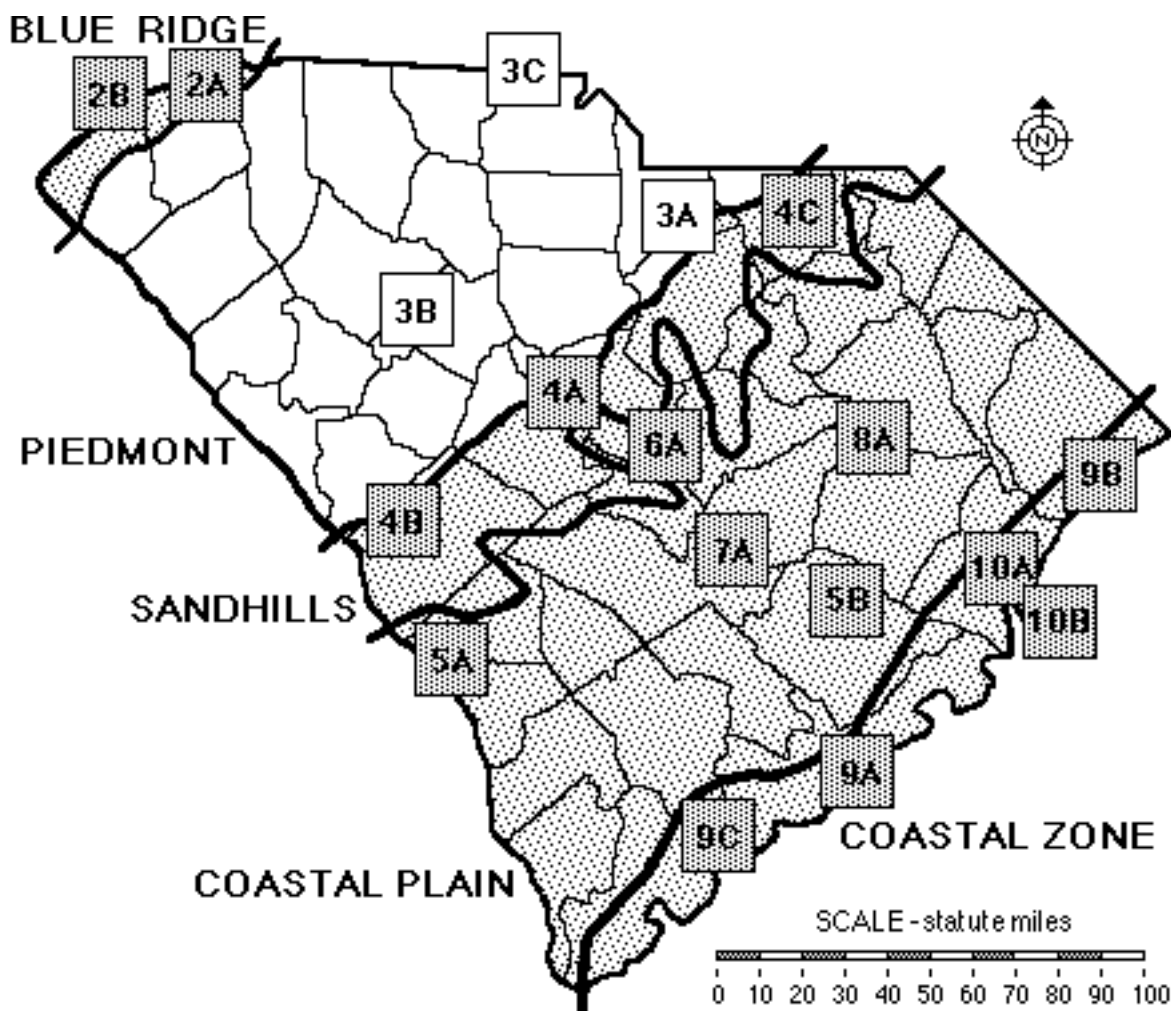 BLUE RIDGE
2B
2A
3C
N
3A
4C
3B
4A
6A
8A
PIEDMONT
9B
4B
7A
10A
SANDHILLS
5B
10B
5A
9A
9C
COASTAL ZONE
COASTAL PLAIN
SCALE - statute miles
0 10 20 30 40 50 60 70 80 90 100